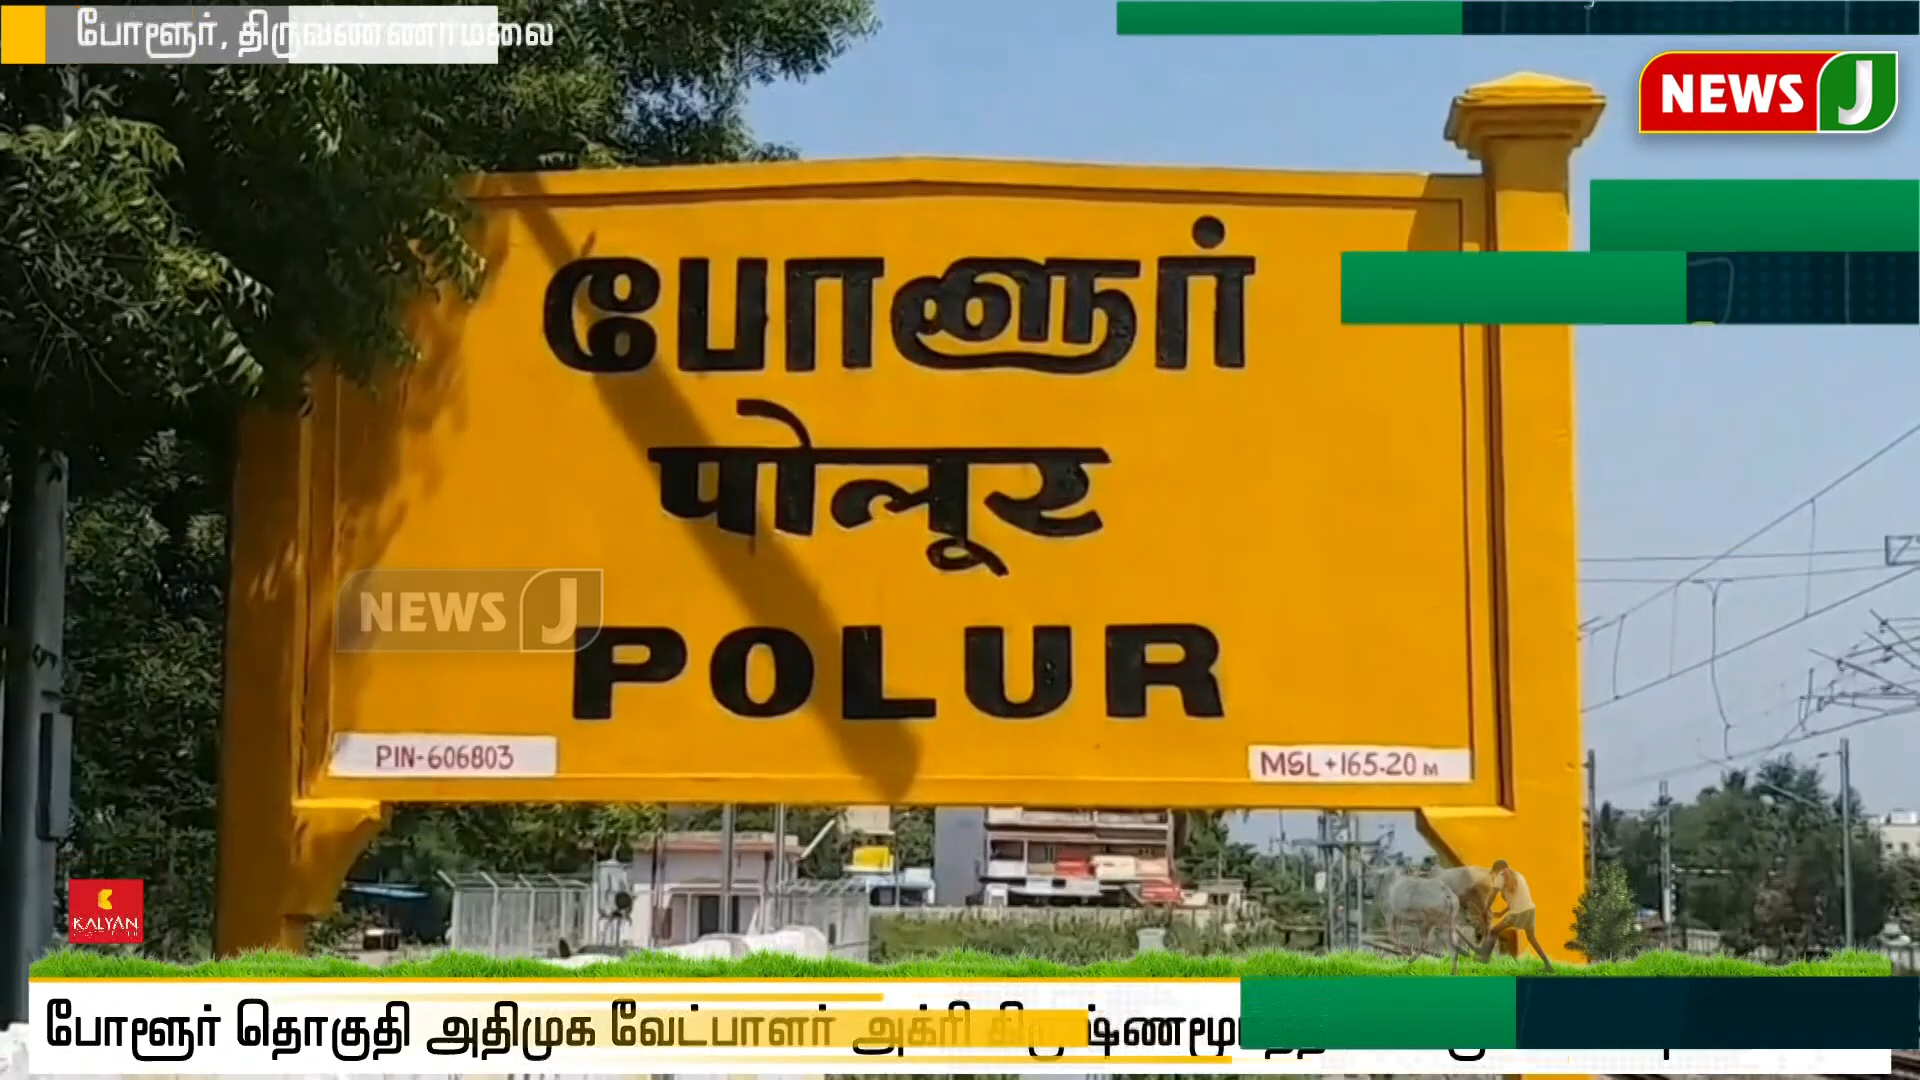 போளூர், திருவண்ணாமலை
NEWS J
போளூர்
पोलूर
NEWS J
POLUR
PIN-606803
MSL +165.20 M
KALYAN
போளூர் தொகுதி அதிமுக வேட்பாளர் அக்ரி